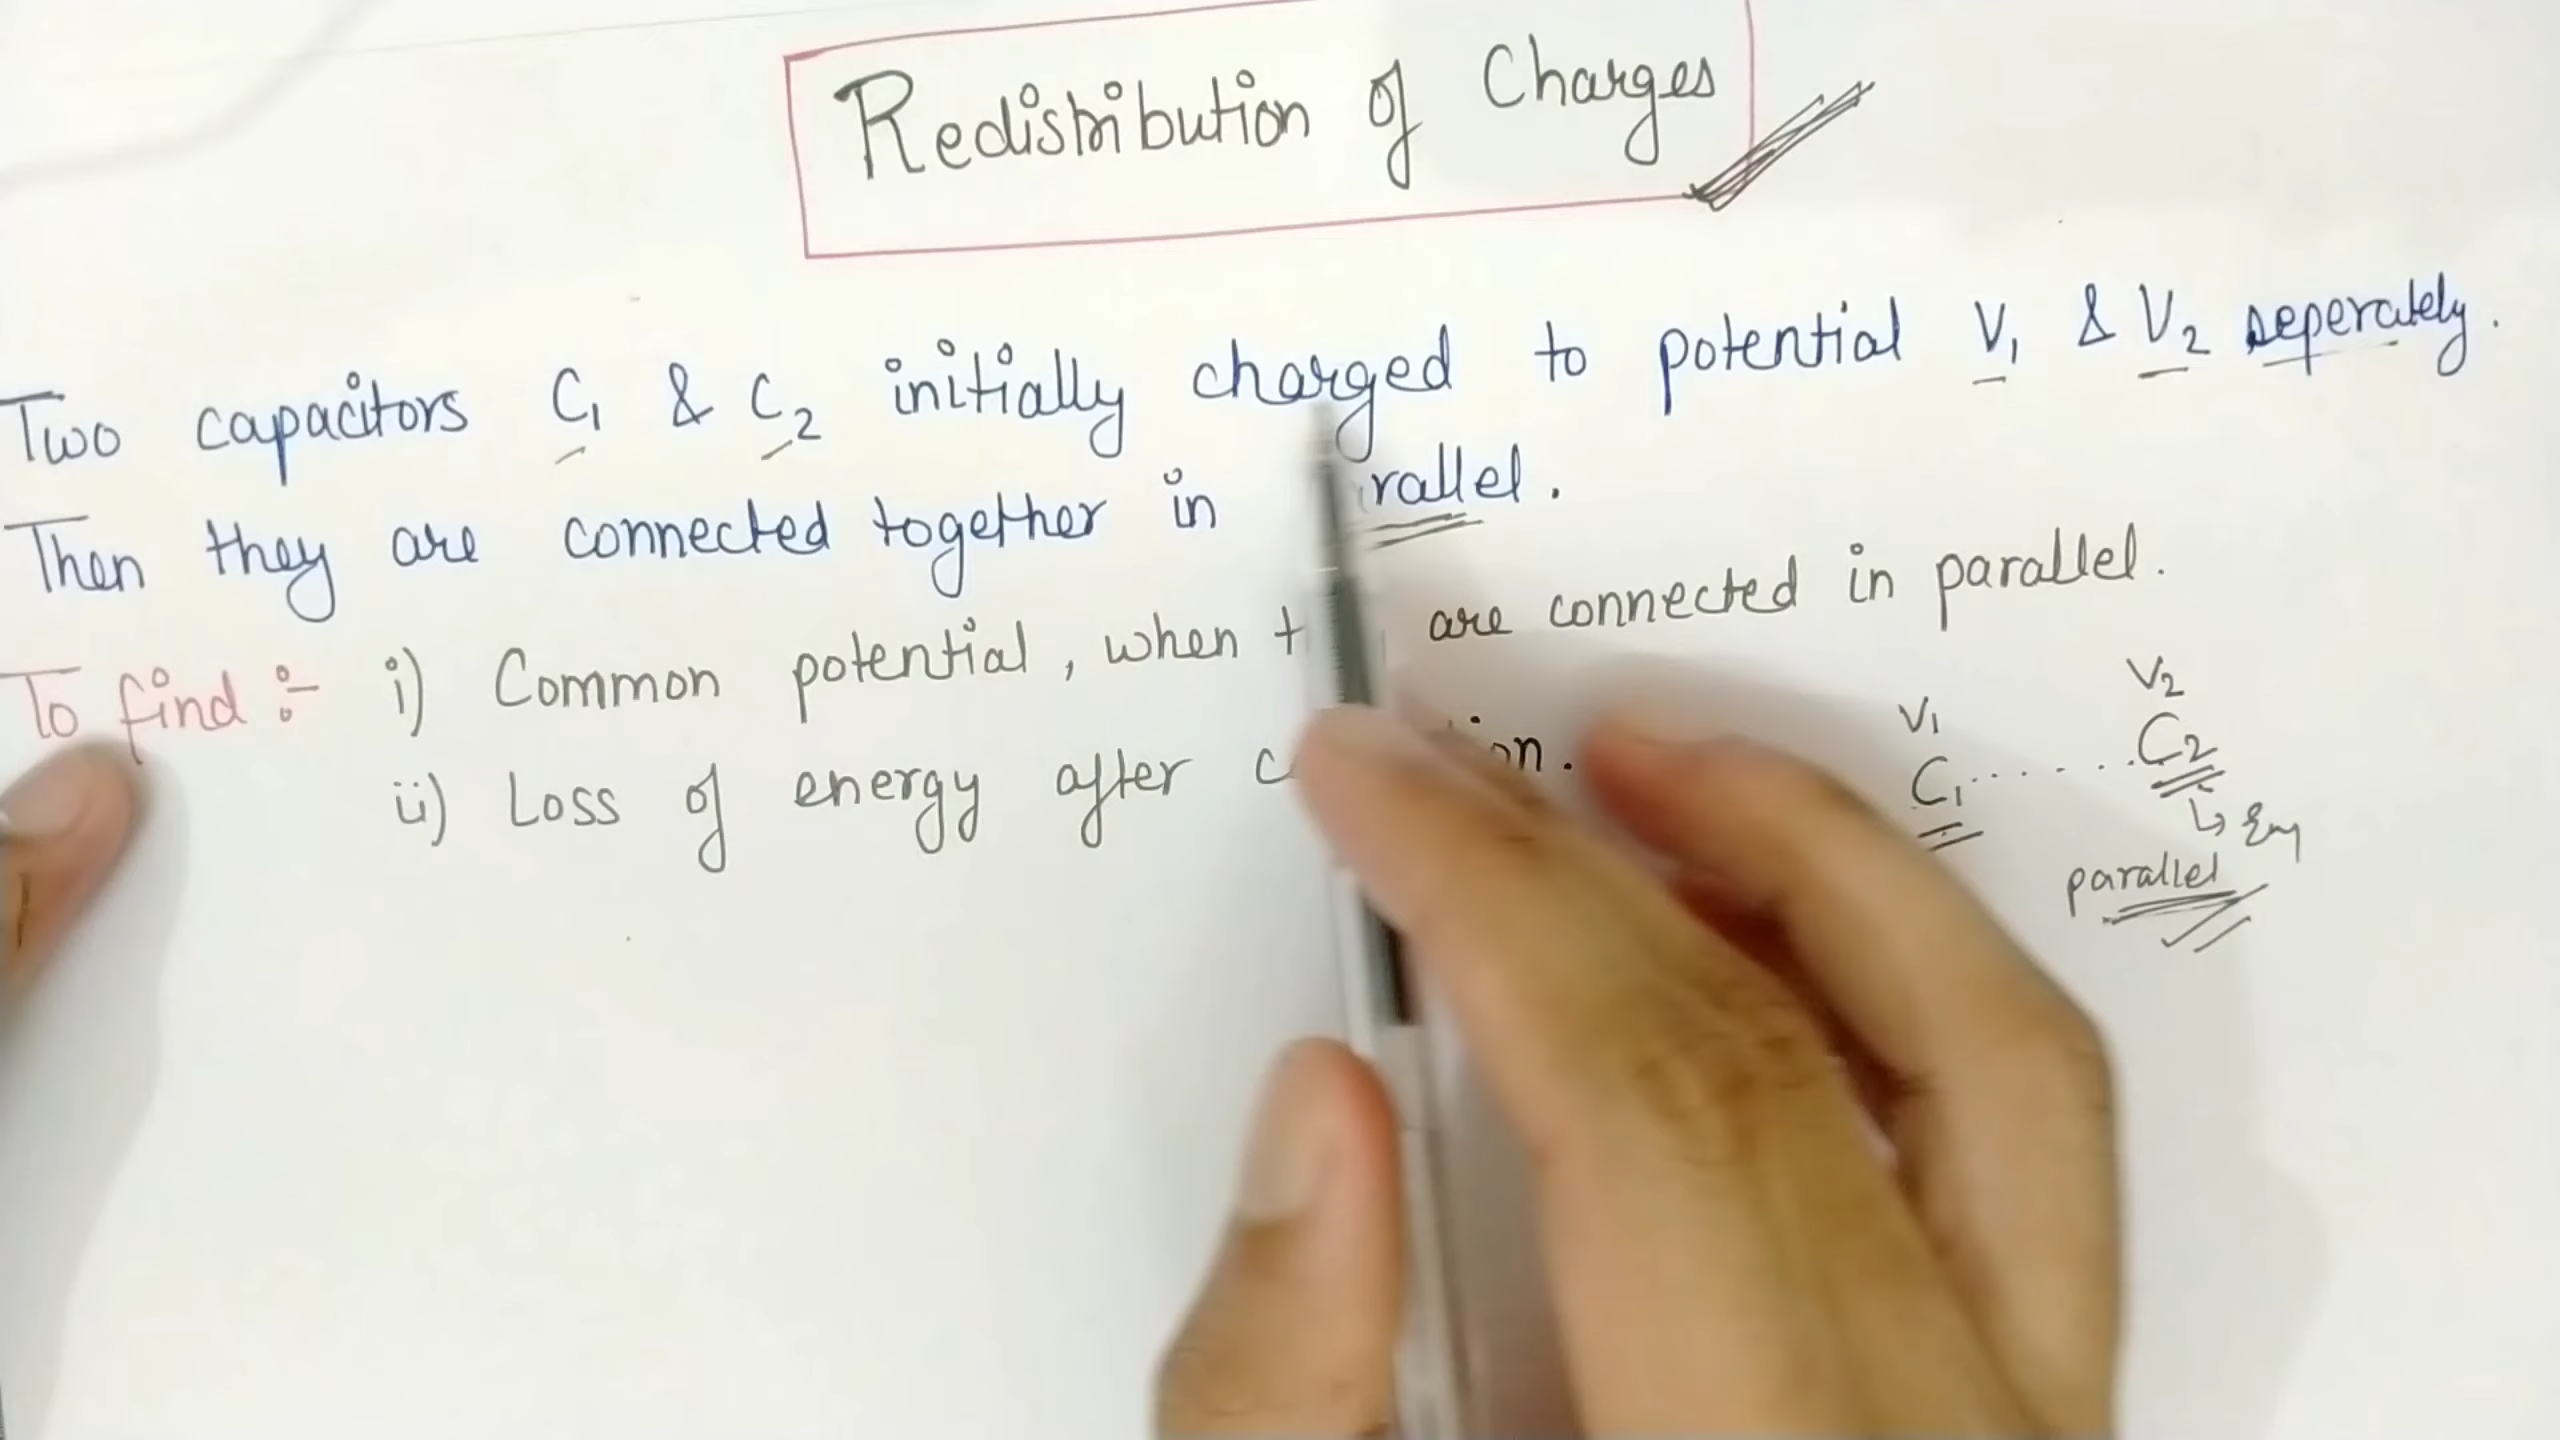 Redistribution of Charges
Two capacitors C1 & C2 initially charged to potential V1 & V2 seperately.
Then they are connected together in rallel.
To find :- i) Common potential, when are connected in parallel.
ii) Loss of energy after
V1 V2
C1 ....... C2
parallel